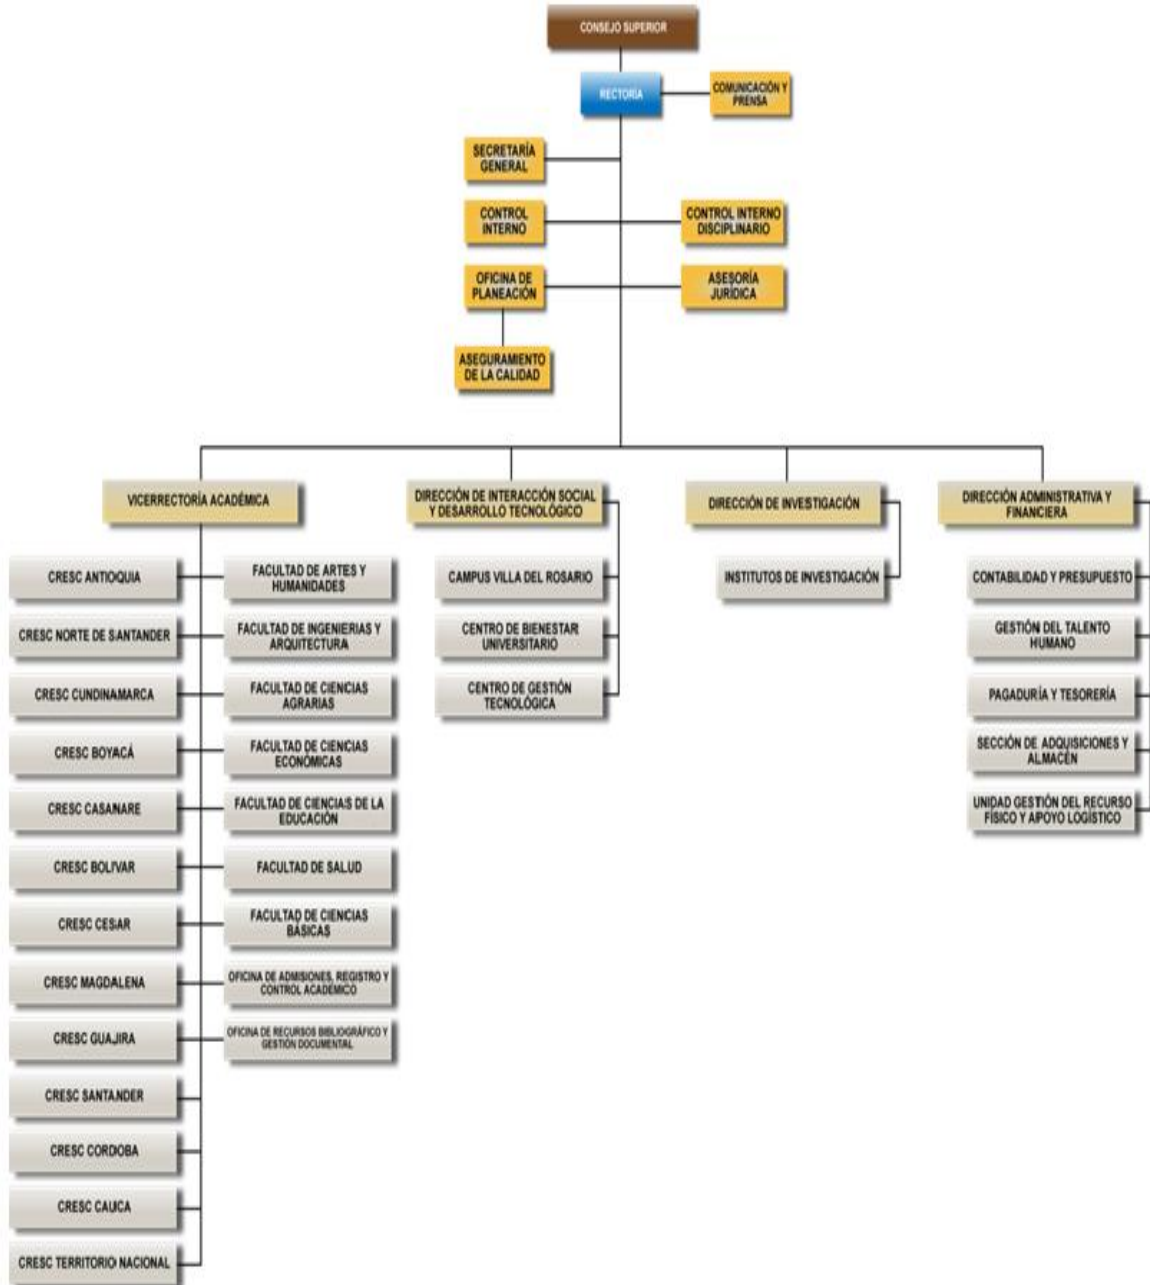 CONSEJO SUPERIOR
RECTORÍA
COMUNICACIÓN Y
PRENSA
SECRETARÍA
GENERAL
CONTROL
INTERNO
CONTROL INTERNO
DISCIPLINARIO
OFICINA DE
PLANEACIÓN
ASESORÍA
JURÍDICA
ASEGURAMIENTO
DE LA CALIDAD
VICERRECTORÍA ACADÉMICA
DIRECCIÓN DE INTERACCIÓN SOCIAL
Y DESARROLLO TECNOLÓGICO
DIRECCIÓN DE INVESTIGACIÓN
DIRECCIÓN ADMINISTRATIVA Y
FINANCIERA
CRESC ANTIOQUIA
CRESC NORTE DE SANTANDER
CRESC CUNDINAMARCA
CRESC BOYACÁ
CRESC CASANARE
CRESC BOLIVAR
CRESC CESAR
CRESC MAGDALENA
CRESC GUAJIRA
CRESC SANTANDER
CRESC CORDOBA
CRESC CAUCA
CRESC TERRITORIO NACIONAL
FACULTAD DE ARTES Y
HUMANIDADES
FACULTAD DE INGENIERIAS Y
ARQUITECTURA
FACULTAD DE CIENCIAS
AGRARIAS
FACULTAD DE CIENCIAS
ECONÓMICAS
FACULTAD DE CIENCIAS DE LA
EDUCACIÓN
FACULTAD DE SALUD
FACULTAD DE CIENCIAS
BÁSICAS
OFICINA DE ADMISIONES, REGISTRO Y
CONTROL ACADÉMICO
OFICINA DE RECURSOS BIBLIOGRÁFICO Y
GESTIÓN DOCUMENTAL
CAMPUS VILLA DEL ROSARIO
CENTRO DE BIENESTAR
UNIVERSITARIO
CENTRO DE GESTIÓN
TECNOLÓGICA
INSTITUTOS DE INVESTIGACIÓN
CONTABILIDAD Y PRESUPUESTO
GESTIÓN DEL TALENTO
HUMANO
PAGADURÍA Y TESORERÍA
SECCIÓN DE ADQUISICIONES Y
ALMACÉN
UNIDAD GESTIÓN DEL RECURSO
FÍSICO Y APOYO LOGÍSTICO